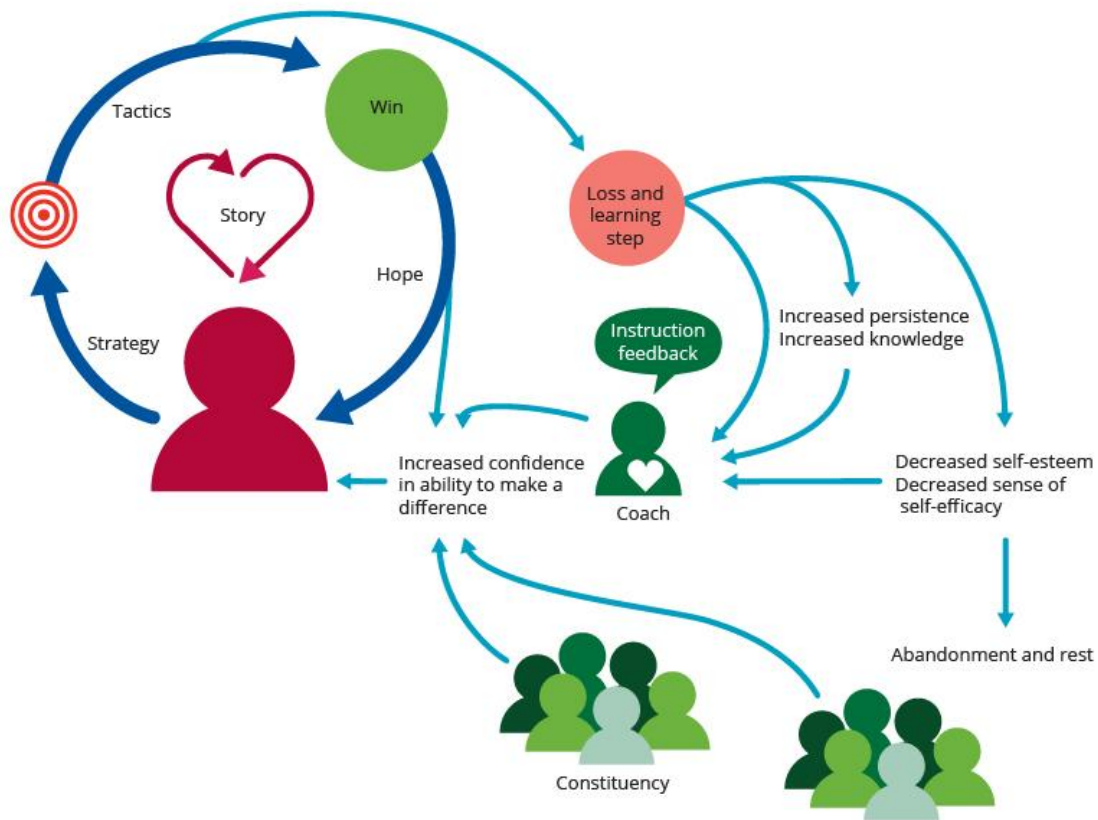 Tactics
Win
Story
Loss and
learning
step
Hope
Strategy
Instruction
feedback
Increased persistence
Increased knowledge
Increased confidence
in ability to make a
difference
Coach
Decreased self-esteem
Decreased sense of
self-efficacy
Abandonment and rest
Constituency